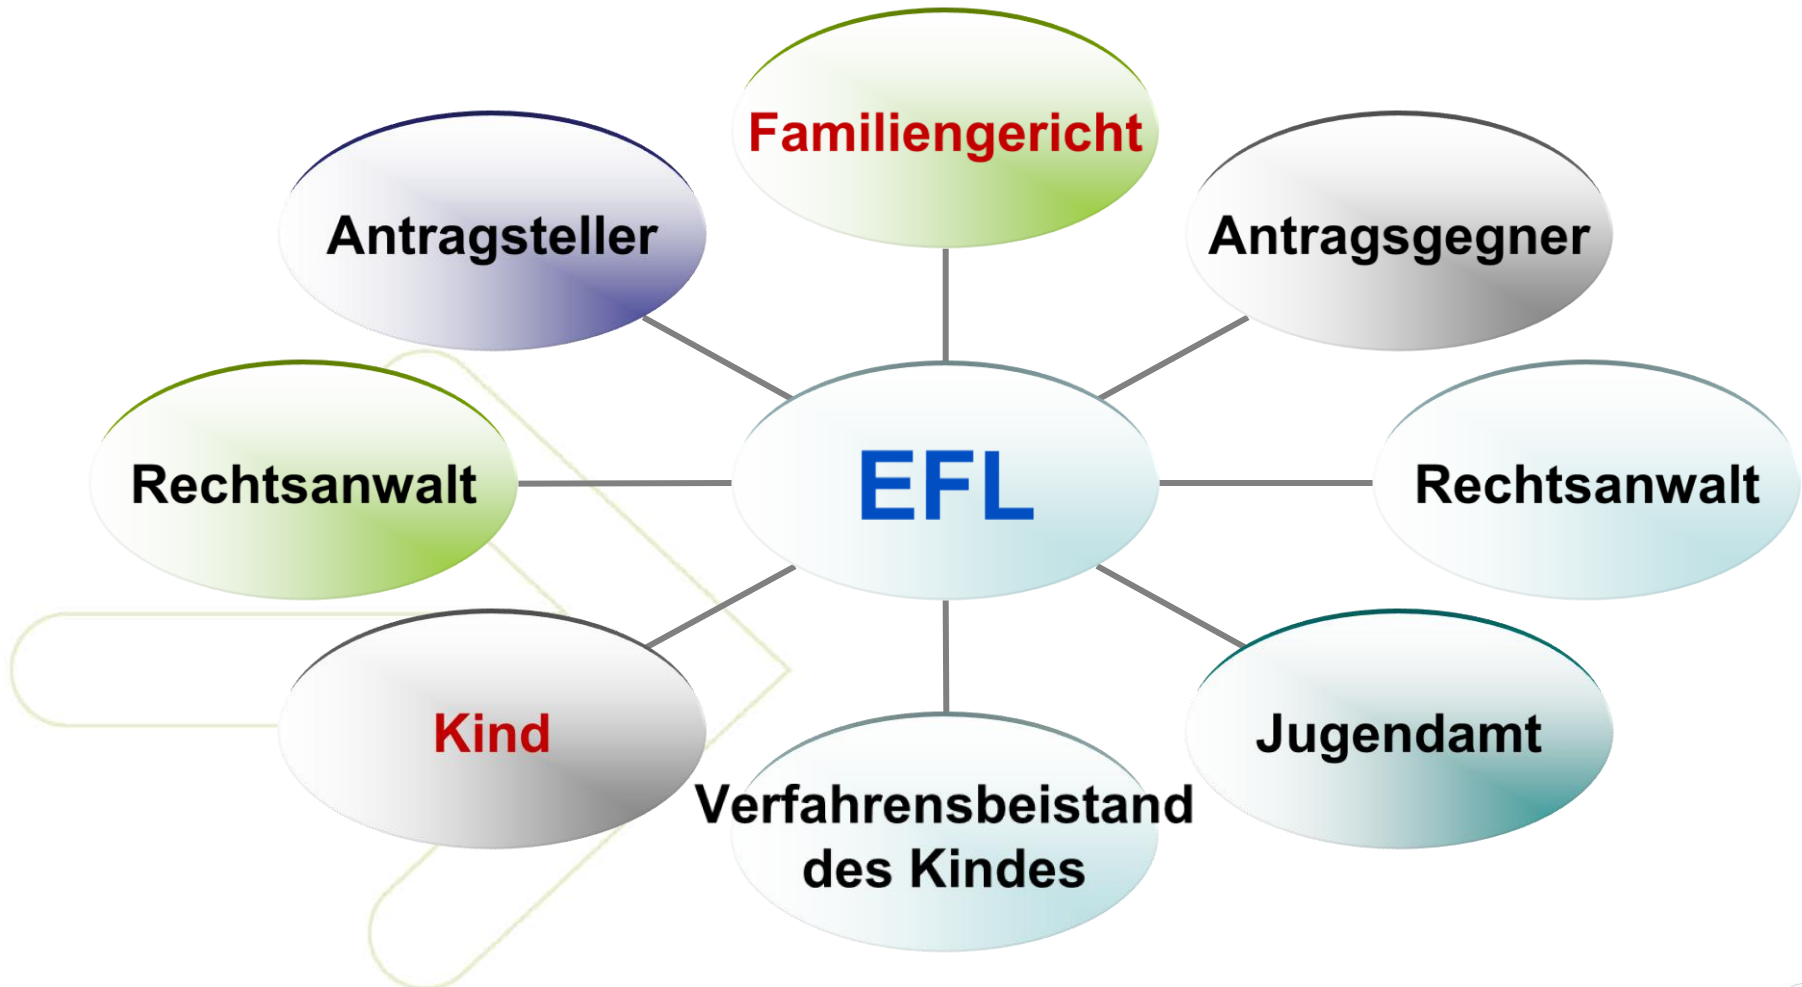 Familiengericht
Antragsteller
Antragsgegner
Rechtsanwalt
EFL
Rechtsanwalt
Kind
Jugendamt
Verfahrensbeistand
des Kindes